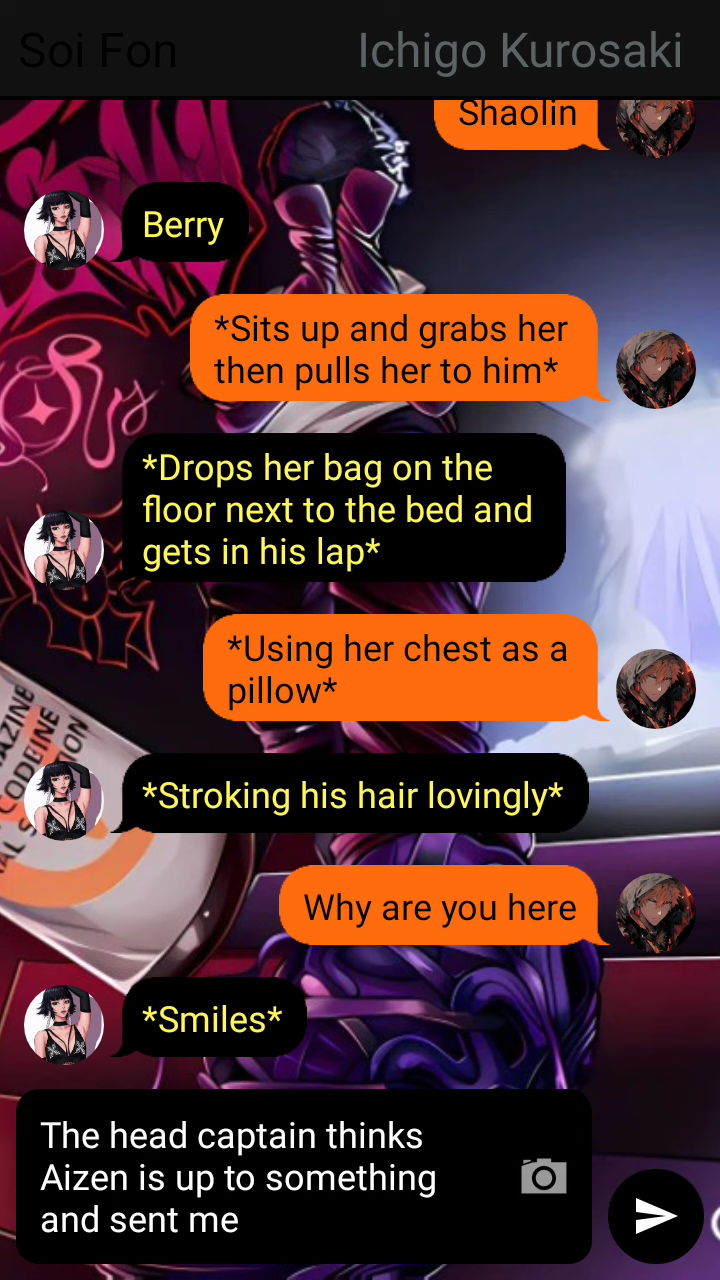 Soi Fon
Ichigo Kurosaki
Shaolin
Berry
*Sits up and grabs her
then pulls her to him*
*Drops her bag on the
floor next to the bed and
gets in his lap*
*Using her chest as a
pillow*
*Stroking his hair lovingly*
CODEINE
Why are you here
*Smiles*
The head captain thinks
Aizen is up to something
and sent me